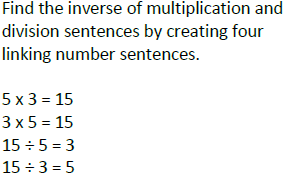 Find the inverse of multiplication and
division sentences by creating four
linking number sentences.
5 x 3 = 15
3 x 5 = 15
15 ÷ 5 = 3
15 ÷ 3 = 5